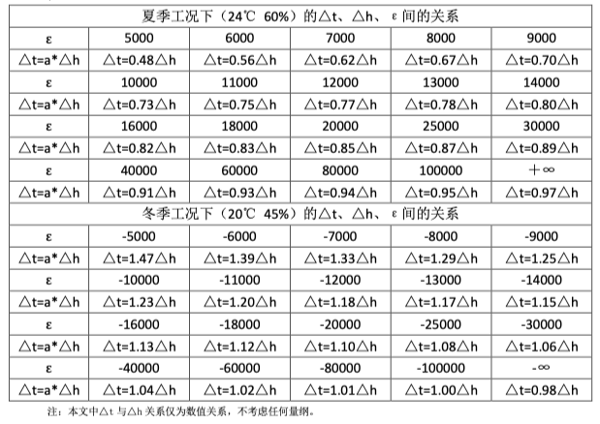 夏季工况下（24℃ 60%）的△t、△h、ε间的关系
ε 5000 6000 7000 8000 9000
△t=a*△h △t=0.48△h △t=0.56△h △t=0.62△h △t=0.67△h △t=0.70△h
ε 10000 11000 12000 13000 14000
△t=a*△h △t=0.73△h △t=0.75△h △t=0.77△h △t=0.78△h △t=0.80△h
ε 16000 18000 20000 25000 30000
△t=a*△h △t=0.82△h △t=0.83△h △t=0.85△h △t=0.87△h △t=0.89△h
ε 40000 60000 80000 100000 ＋∞
△t=a*△h △t=0.91△h △t=0.93△h △t=0.94△h △t=0.95△h △t=0.97△h
冬季工况下（20℃ 45%）的△t、△h、ε间的关系
ε -5000 -6000 -7000 -8000 -9000
△t=a*△h △t=1.47△h △t=1.39△h △t=1.33△h △t=1.29△h △t=1.25△h
ε -10000 -11000 -12000 -13000 -14000
△t=a*△h △t=1.23△h △t=1.20△h △t=1.18△h △t=1.17△h △t=1.15△h
ε -16000 -18000 -20000 -25000 -30000
△t=a*△h △t=1.13△h △t=1.12△h △t=1.10△h △t=1.08△h △t=1.06△h
ε -40000 -60000 -80000 -100000 -∞
△t=a*△h △t=1.04△h △t=1.02△h △t=1.01△h △t=1.00△h △t=0.98△h
注：本文中△t 与△h 关系仅为数值关系，不考虑任何量纲。